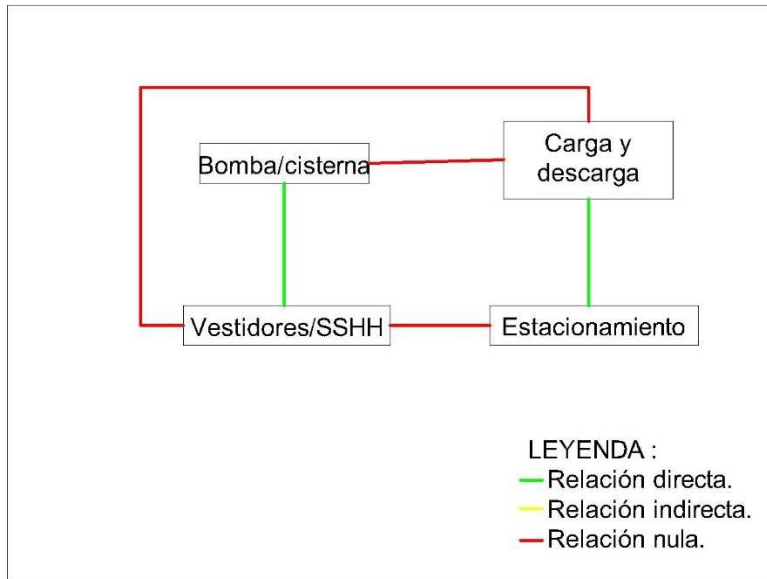 Bomba/cisterna
Carga y
descarga
Vestidores/SSHH
Estacionamiento
LEYENDA :
Relación directa.
Relación indirecta.
Relación nula.